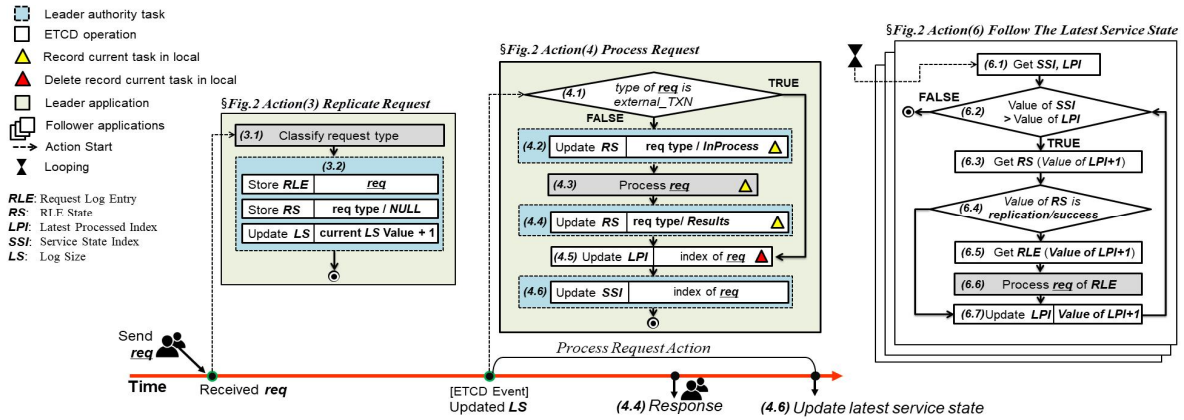 Leader authority task
ETCD operation
Record current task in local
Delete record current task in local
Leader application
Follower applications
Action Start
Looping
RLE: Request Log Entry
RS: RLE State
LPI: Latest Processed Index
SSI: Service State Index
LS: Log Size
§Fig.2 Action(3) Replicate Request
(3.1) Classify request type
(3.2)
Store RLE req
Store RS req type / NULL
Update LS current LS Value + 1
§Fig.2 Action(4) Process Request
(4.1) type of req is
external_TXN
TRUE
FALSE
(4.2) Update RS req type / InProcess
(4.3) Process req
(4.4) Update RS req type/ Results
(4.5) Update LPI index of req
(4.6) Update SSI index of req
§Fig.2 Action(6) Follow The Latest Service State
(6.1) Get SSI, LPI
FALSE
(6.2) Value of SSI
> Value of LPI
TRUE
(6.3) Get RS (Value of LPI+1)
(6.4) Value of RS is
replication/success
(6.5) Get RLE (Value of LPI+1)
(6.6) Process req of RLE
(6.7) Update LPI Value of LPI+1
Send
req
Time
Received req
[ETCD Event]
Updated LS
Process Request Action
(4.4) Response
(4.6) Update latest service state